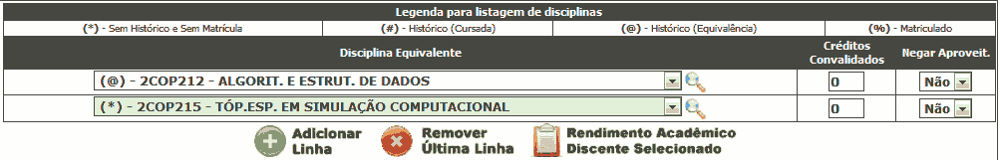 Legenda para listagem de disciplinas
(*) - Sem Histórico e Sem Matrícula (#) - Histórico (Cursada) (@) - Histórico (Equivalência) (%) - Matriculado
Disciplina Equivalente Créditos Convalidados Negar Aproveit.
(@) - 2COP212 - ALGORIT. E ESTRUT. DE DADOS 0 Não
(*) - 2COP215 - TÓP.ESP. EM SIMULAÇÃO COMPUTACIONAL 0 Não
Adicionar Linha Remover Última Linha Rendimento Acadêmico Discente Selecionado